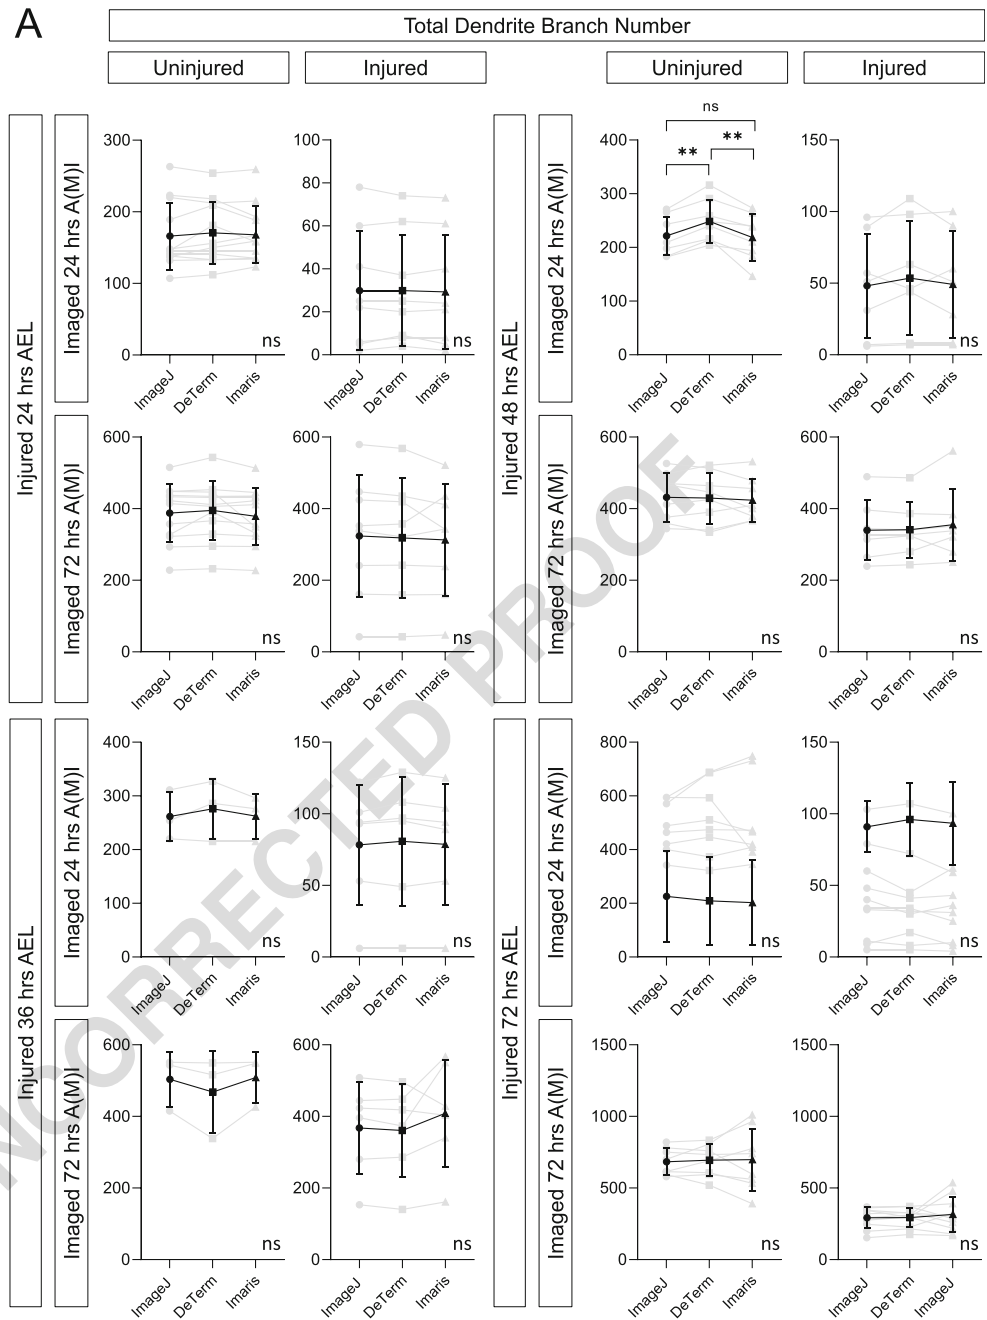 A
Total Dendrite Branch Number
Uninjured
Injured
Uninjured
Injured
Injured 24 hrs AEL
Imaged 24 hrs A(M)I
300
200
100
0
ns
ImageJ
DeTerm
Imaris
100
80
60
40
20
0
ns
ImageJ
DeTerm
Imaris
Imaged 72 hrs A(M)I
600
400
200
0
ns
ImageJ
DeTerm
Imaris
600
400
200
0
ns
ImageJ
DeTerm
Imaris
Injured 48 hrs AEL
Imaged 24 hrs A(M)I
400
300
200
100
0
ns
**
**
ImageJ
DeTerm
Imaris
150
100
50
0
ns
ImageJ
DeTerm
Imaris
Imaged 72 hrs A(M)I
600
400
200
0
ns
ImageJ
DeTerm
Imaris
600
400
200
0
ns
ImageJ
DeTerm
Imaris
Injured 36 hrs AEL
Imaged 24 hrs A(M)I
400
300
200
100
0
ns
ImageJ
DeTerm
Imaris
150
100
50
0
ns
ImageJ
DeTerm
Imaris
Imaged 72 hrs A(M)I
600
400
200
0
ns
ImageJ
DeTerm
Imaris
600
400
200
0
ns
ImageJ
DeTerm
Imaris
Injured 72 hrs AEL
Imaged 24 hrs A(M)I
800
600
400
200
0
ns
ImageJ
DeTerm
Imaris
150
100
50
0
ns
ImageJ
DeTerm
Imaris
Imaged 72 hrs A(M)I
1500
1000
500
0
ns
ImageJ
DeTerm
Imaris
1500
1000
500
0
ns
ImageJ
DeTerm
ImageJ
NCORRECTED PROOF